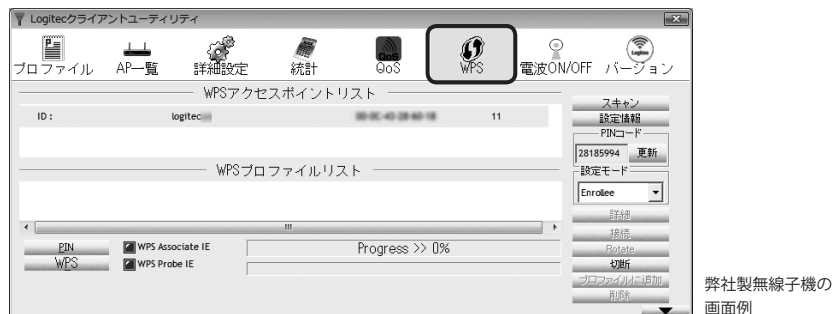 Logitecクライアントユーティリティ
プロファイル AP一覧 詳細設定 統計 QoS WPS 電波ON/OFF バージョン
WPSアクセスポイントリスト
ID : logitec 11
WPSプロファイルリスト
スキャン
設定情報
PINコード
28185994 更新
設定モード
Enrollee
詳細
接続
Rotate
切断
プロファイルに追加
削除
PIN WPS Associate IE Progress >> 0%
WPS WPS Probe IE
弊社製無線子機の
画面例